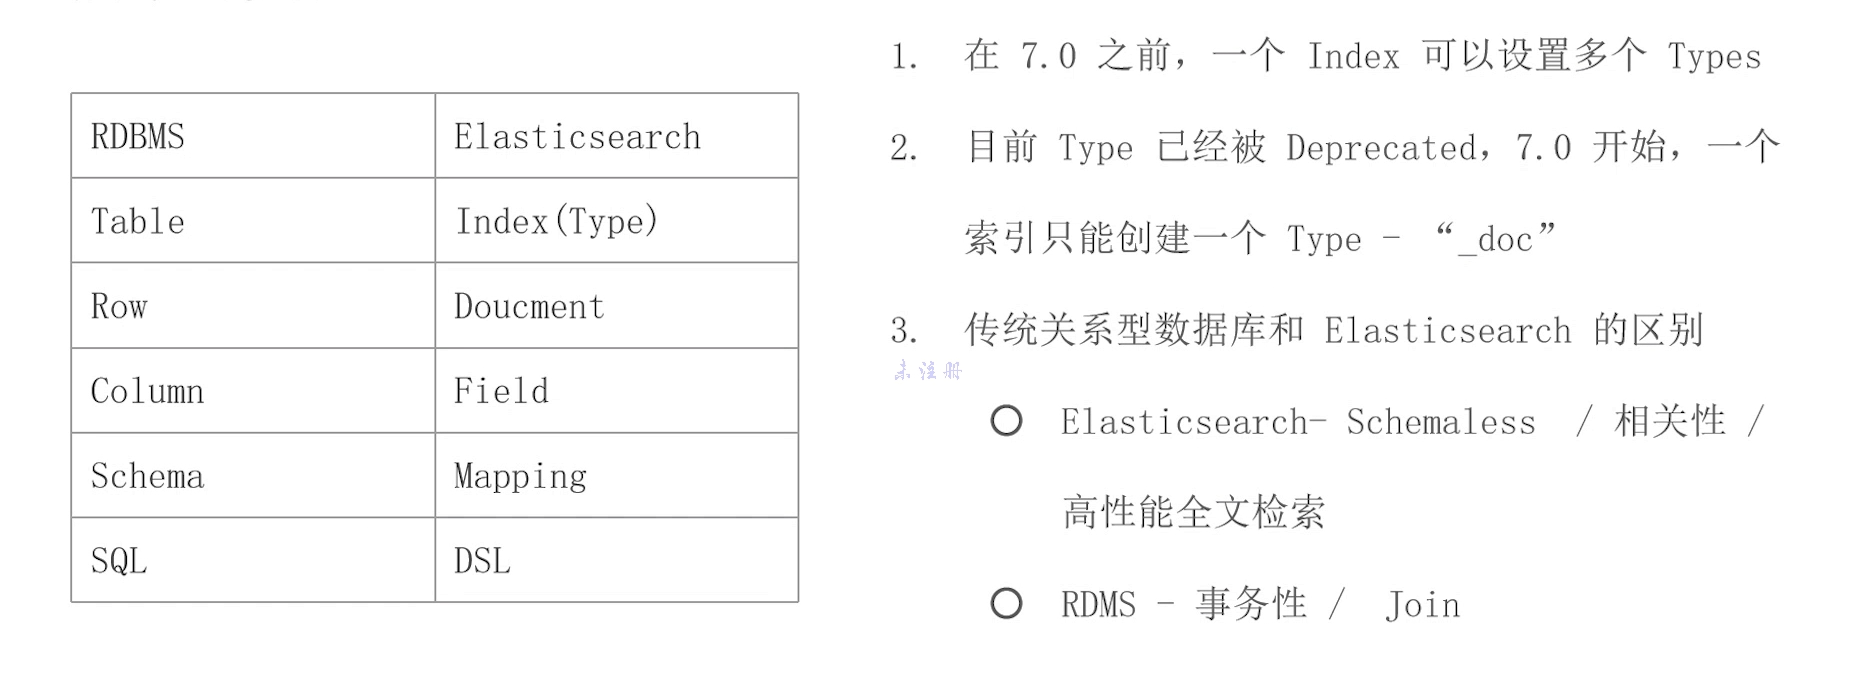 RDBMS Elasticsearch
Table Index(Type)
Row Doucment
Column Field
Schema Mapping
SQL DSL
1. 在 7.0 之前，一个 Index 可以设置多个 Types
2. 目前 Type 已经被 Deprecated，7.0 开始，一个
索引只能创建一个 Type - “_doc”
3. 传统关系型数据库和 Elasticsearch 的区别
未注册
Elasticsearch- Schemaless / 相关性 /
高性能全文检索
RDMS - 事务性 / Join